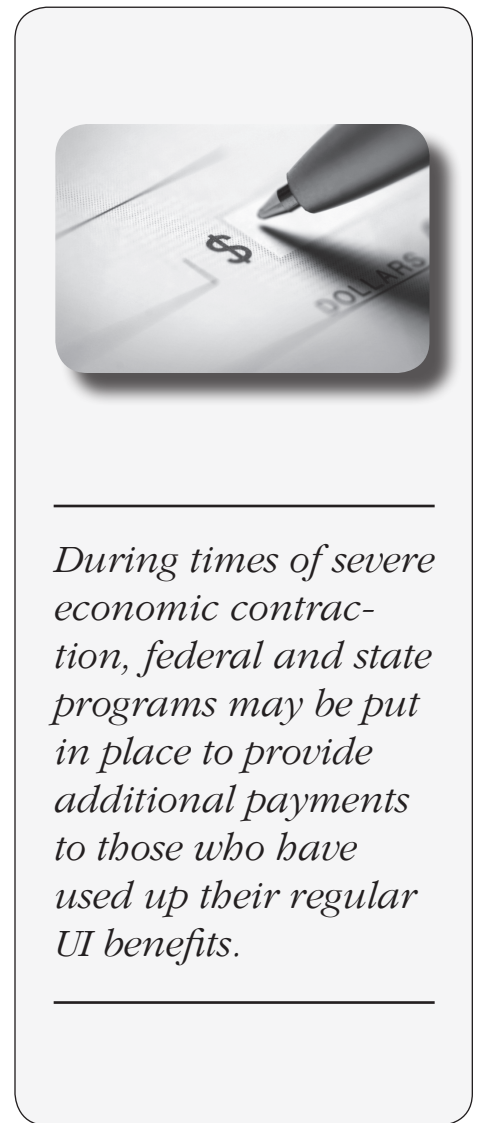 $
DOLLARS
During times of severe
economic contrac-
tion, federal and state
programs may be put
in place to provide
additional payments
to those who have
used up their regular
UI benefits.